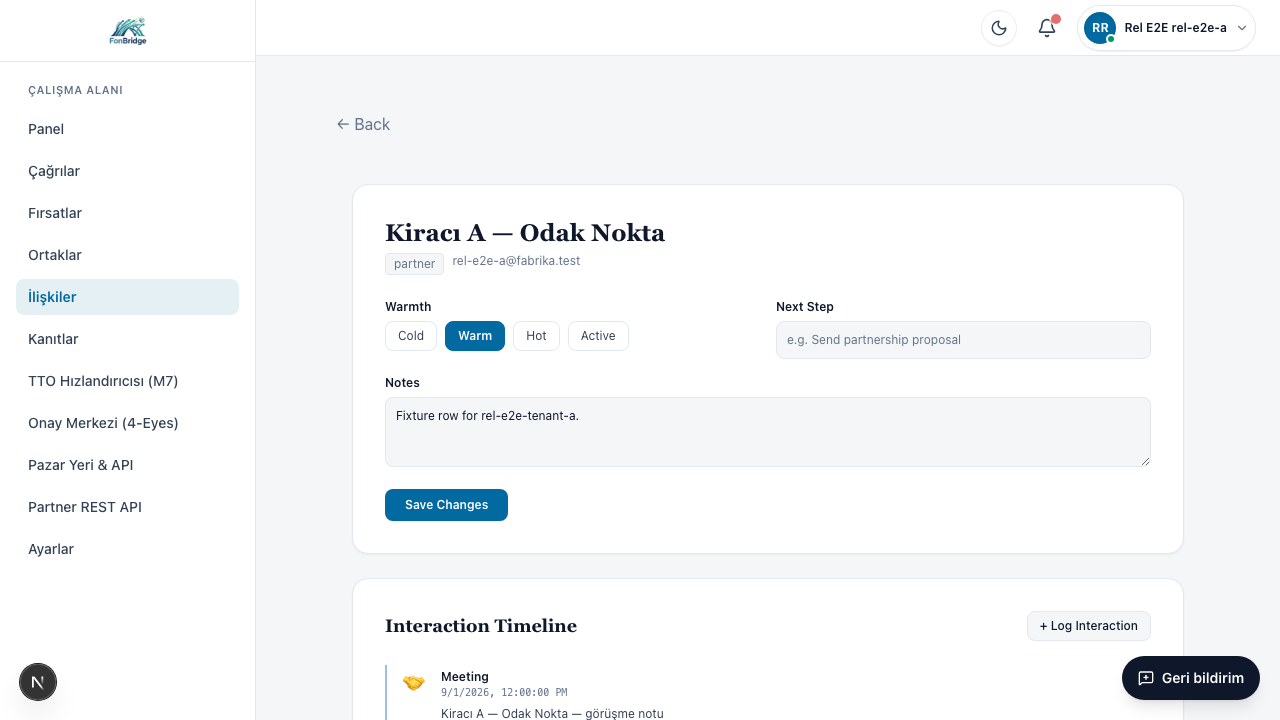 FonBridge
RR
Rel E2E rel-e2e-a
ÇALIŞMA ALANI
Panel
Çağrılar
Fırsatlar
Ortaklar
İlişkiler
Kanıtlar
TTO Hızlandırıcısı (M7)
Onay Merkezi (4-Eyes)
Pazar Yeri & API
Partner REST API
Ayarlar
N
← Back
Kiracı A — Odak Nokta
partner rel-e2e-a@fabrika.test
Warmth
Cold Warm Hot Active
Next Step
e.g. Send partnership proposal
Notes
Fixture row for rel-e2e-tenant-a.
Save Changes
Interaction Timeline
+ Log Interaction
Meeting
9/1/2026, 12:00:00 PM
Kiracı A — Odak Nokta — görüşme notu
Geri bildirim